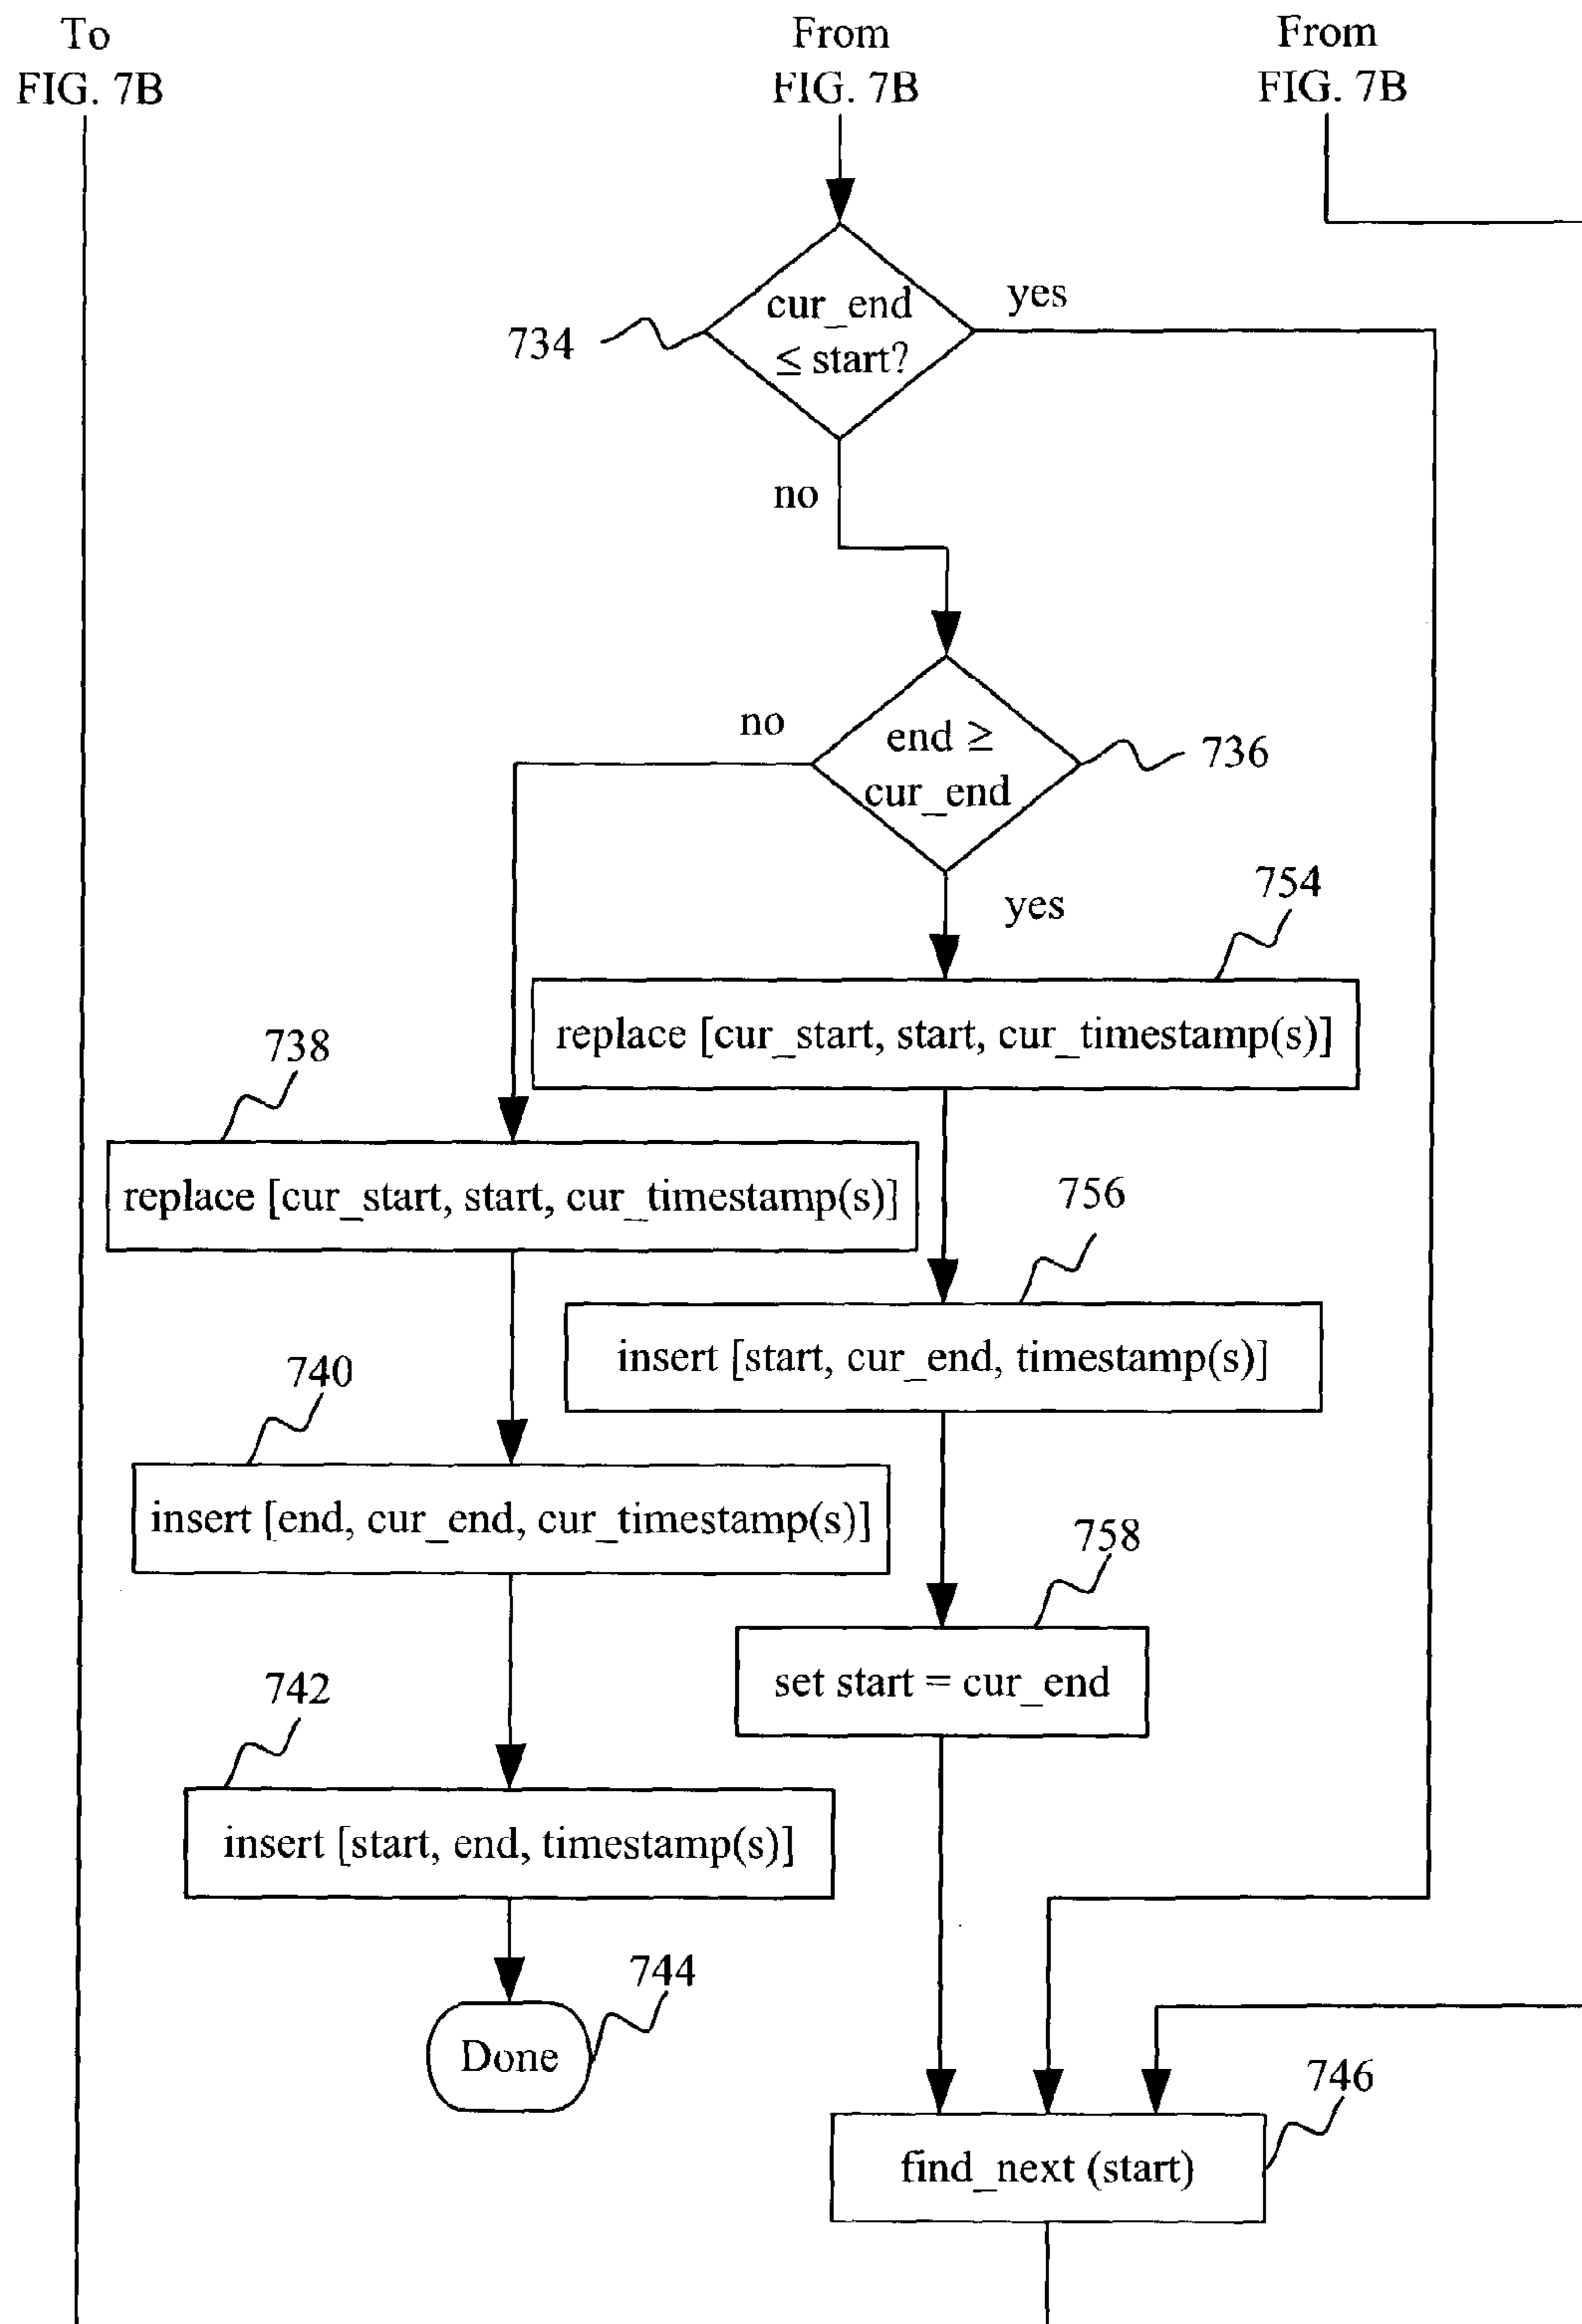 To
FIG. 7B
From
FIG. 7B
From
FIG. 7B
cur_end
≤ start?
yes
734
no
no
end ≥
cur_end
736
yes
754
replace [cur_start, start, cur_timestamp(s)]
738
replace [cur_start, start, cur_timestamp(s)]
756
insert [start, cur_end, timestamp(s)]
740
insert [end, cur_end, cur_timestamp(s)]
758
set start = cur_end
742
insert [start, end, timestamp(s)]
744
Done
746
find_next (start)